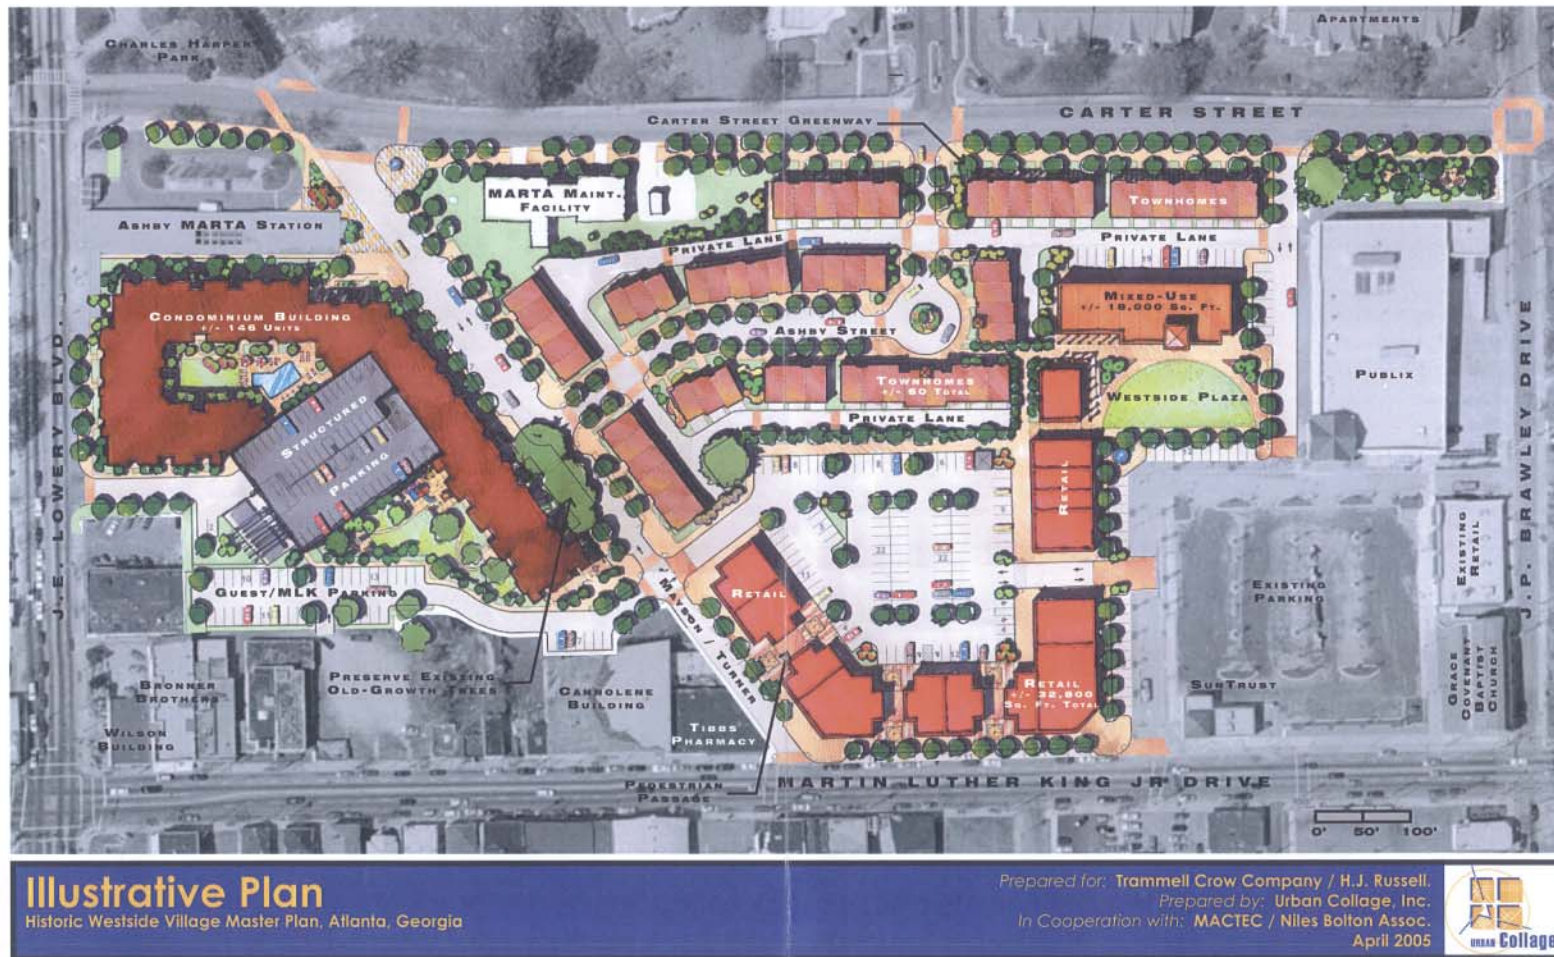 CHARLES HARPER
PARK
APARTMENTS
CARTER STREET GREENWAY
CARTER STREET
MARTA MAINT.
FACILITY
TOWNHOMES
ASHBY MARTA STATION
PRIVATE LANE
PRIVATE LANE
CONDOMINIUM BUILDING
+/- 146 UNITS
MIXED-USE
+/- 18,000 SQ. FT.
ASHBY STREET
J. E. LOWERY BLVD.
STRUCTURED
PARKING
TOWNHOMES
+/- 60 TOTAL
PRIVATE LANE
WESTSIDE PLAZA
PUBLIX
J. P. BRAWLEY DRIVE
RETAIL
GUEST/MLK PARKING
RETAIL
MAYSON / TURNER
EXISTING
PARKING
EXISTING
RETAIL
PRESERVE EXISTING
OLD-GROWTH TREES
BRONNER
BROTHERS
WILSON
BUILDING
CANNOLENE
BUILDING
TIBBS
PHARMACY
RETAIL
+/- 32,800
SQ. FT. TOTAL
SUNTRUST
GRACE
COVENANT
BAPTIST
CHURCH
PEDESTRIAN
PASSAGE
MARTIN LUTHER KING JR DRIVE
0' 50' 100'
Illustrative Plan
Historic Westside Village Master Plan, Atlanta, Georgia
Prepared for: Trammell Crow Company / H.J. Russell.
Prepared by: Urban Collage, Inc.
In Cooperation with: MACTEC / Niles Bolton Assoc.
April 2005
URBAN Collage